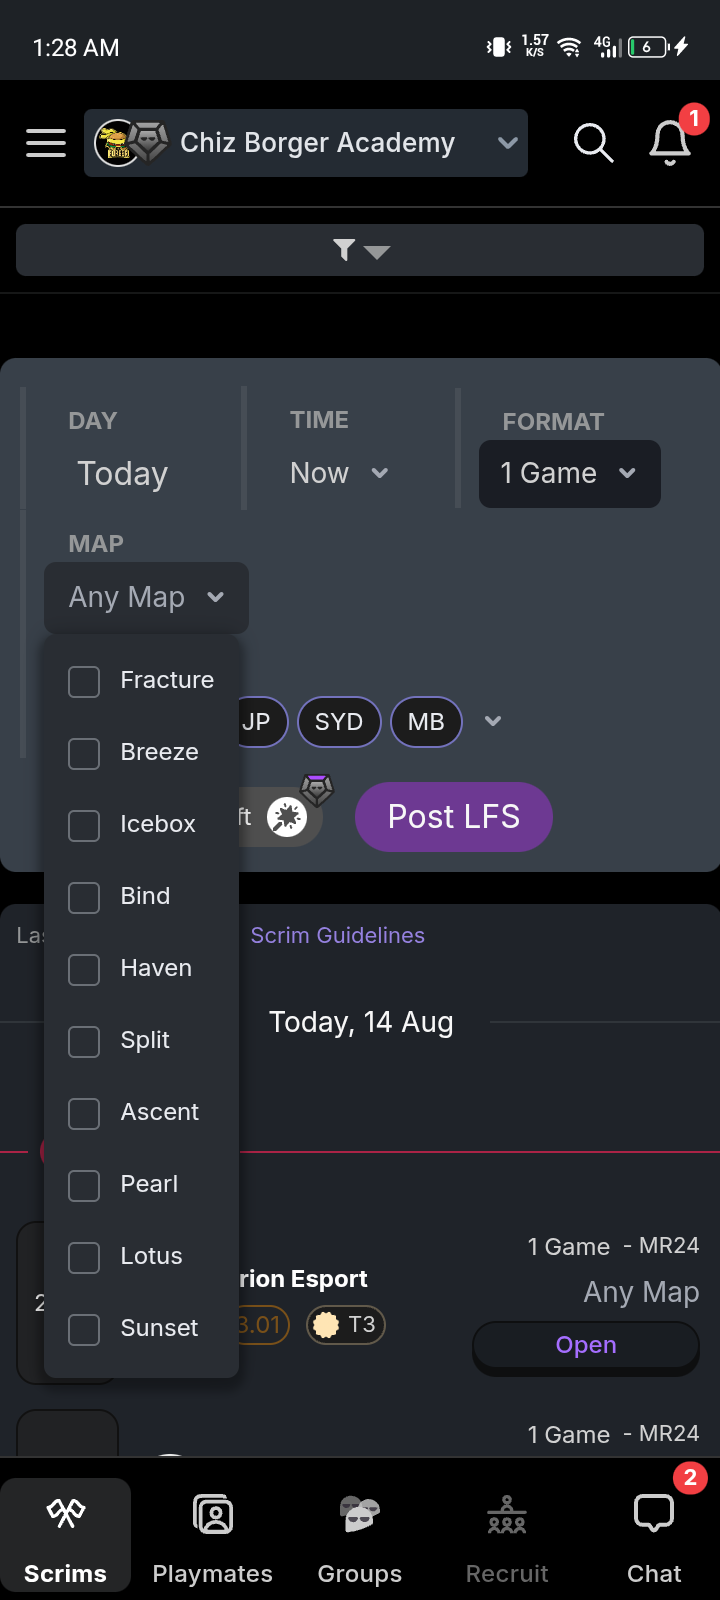 1:28 AM
1.57 K/S
4G
6
Chiz Borger Academy
1
DAY
TIME
FORMAT
Today
Now
1 Game
MAP
Any Map
Fracture
JP
SYD
MB
Breeze
Icebox
ft
Post LFS
Bind
Las
Scrim Guidelines
Haven
Today, 14 Aug
Split
Ascent
Pearl
Lotus
1 Game - MR24
2
rion Esport
Any Map
Sunset
3.01
T3
Open
1 Game - MR24
2
Scrims
Playmates
Groups
Recruit
Chat